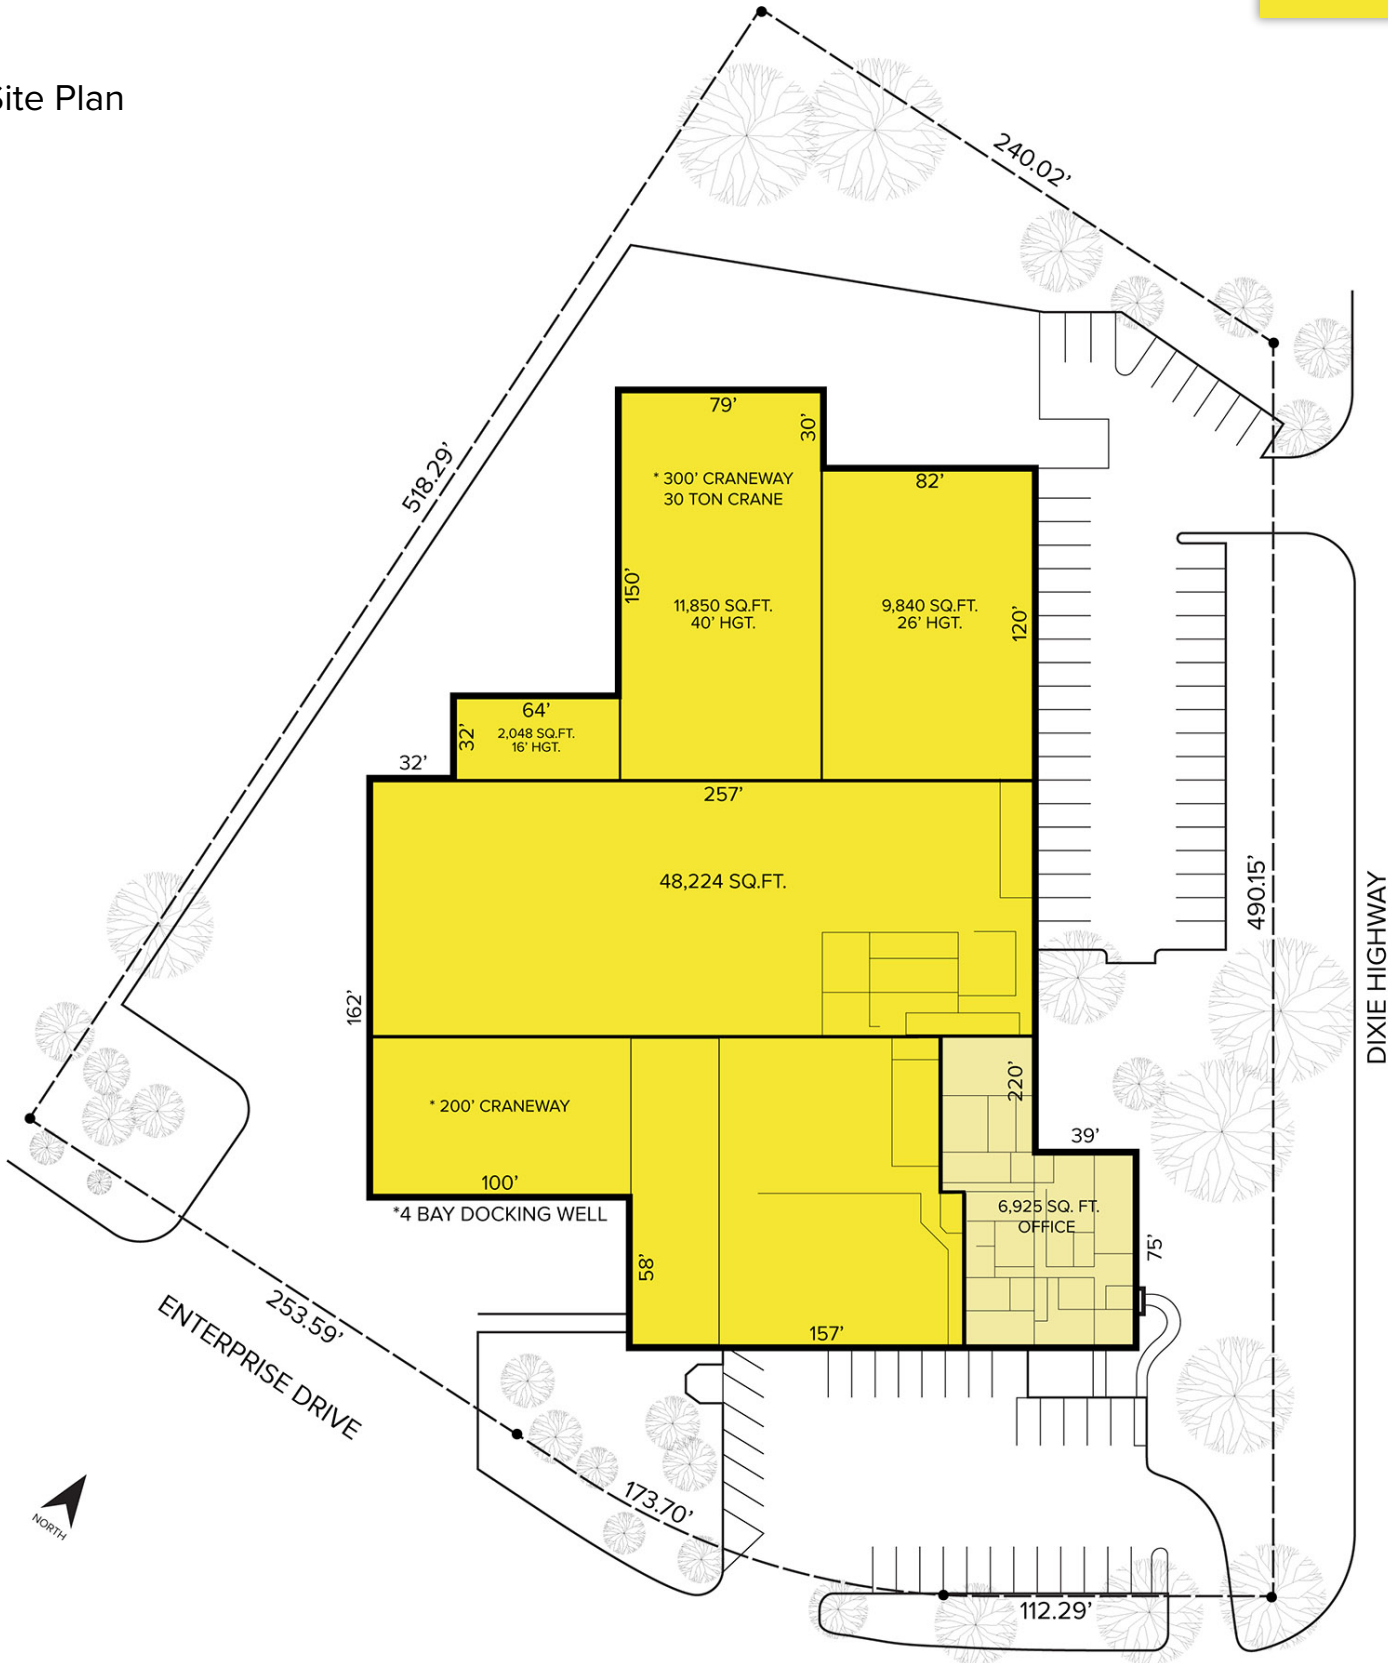 Site Plan
240.02'
518.29'
79'
30'
* 300' CRANEWAY
30 TON CRANE
82'
150'
11,850 SQ.FT.
40' HGT.
9,840 SQ.FT.
26' HGT.
120'
64'
32'
2,048 SQ.FT.
16' HGT.
32'
257'
48,224 SQ.FT.
490.15'
DIXIE HIGHWAY
162'
* 200' CRANEWAY
220'
39'
100'
*4 BAY DOCKING WELL
6,925 SQ. FT.
OFFICE
75'
58'
157'
253.59'
ENTERPRISE DRIVE
173.70'
NORTH
112.29'